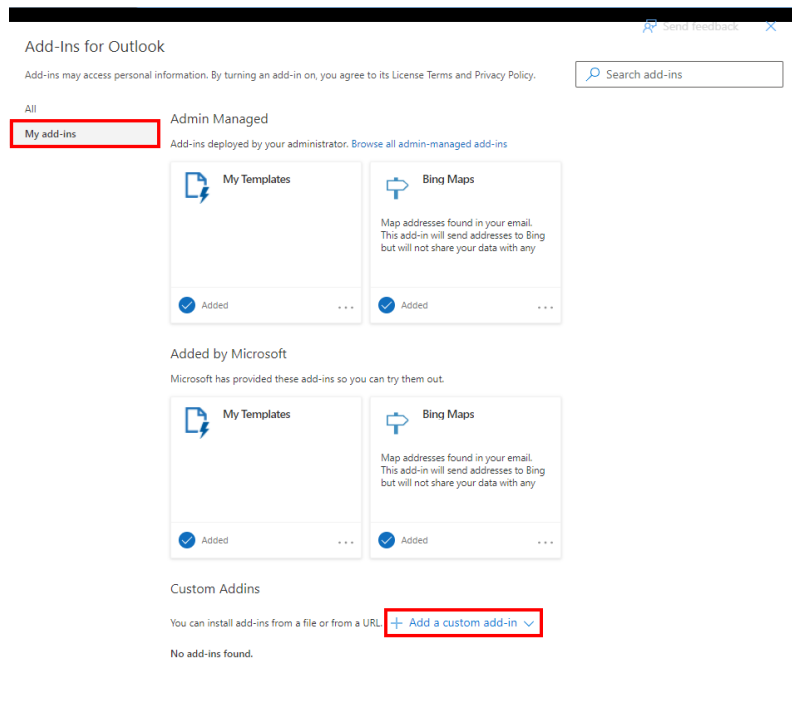 Send feedback
Add-Ins for Outlook
Add-ins may access personal information. By turning an add-in on, you agree to its License Terms and Privacy Policy.
Search add-ins
All
My add-ins
Admin Managed
Add-ins deployed by your administrator. Browse all admin-managed add-ins
My Templates
Bing Maps
Map addresses found in your email.
This add-in will send addresses to Bing
but will not share your data with any
Added
...
Added
...
Added by Microsoft
Microsoft has provided these add-ins so you can try them out.
My Templates
Bing Maps
Map addresses found in your email.
This add-in will send addresses to Bing
but will not share your data with any
Added
...
Added
...
Custom Addins
You can install add-ins from a file or from a URL. + Add a custom add-in
No add-ins found.